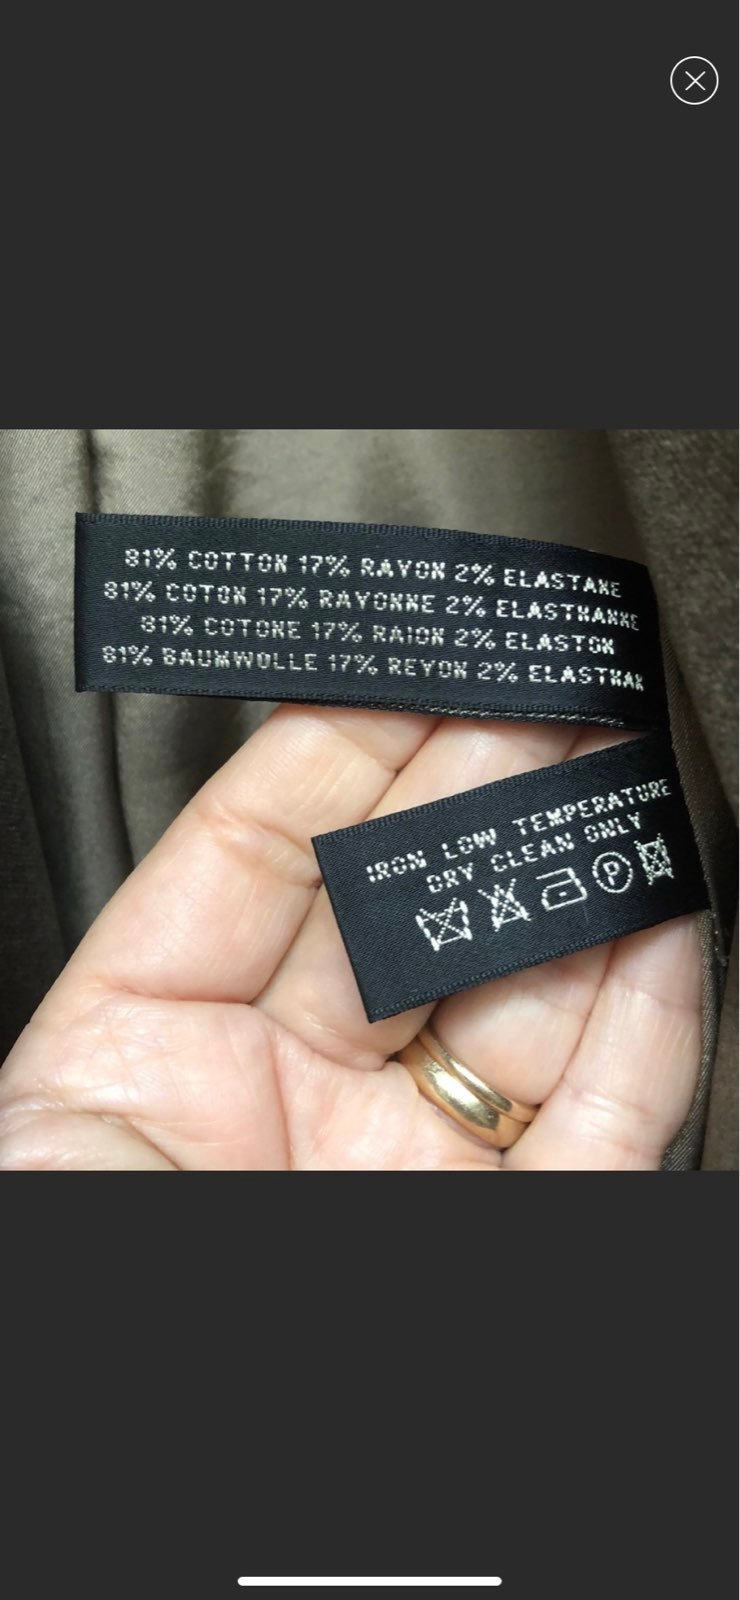 81% COTTON 17% RAYON 2% ELASTANE
81% COTON 17% RAYONNE 2% ELASTHANNE
81% COTONE 17% RAION 2% ELASTON
81% BAUMWOLLE 17% REYON 2% ELASTHAN
IRON LOW TEMPERATURE
DRY CLEAN ONLY
P